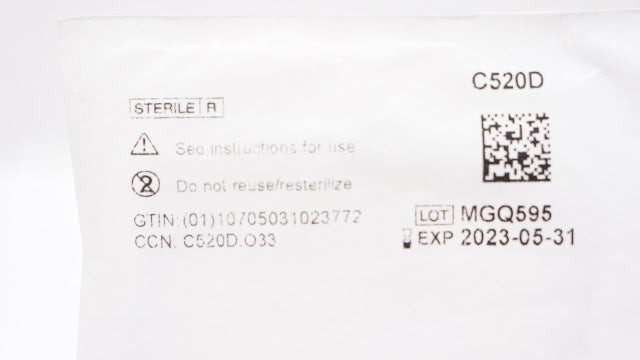 C520D
STERILE R
See instructions for use
Do not reuse/resterilize
GTIN:(01)10705031023772
CCN. C520D.O33
LOT MGQ595
EXP 2023-05-31